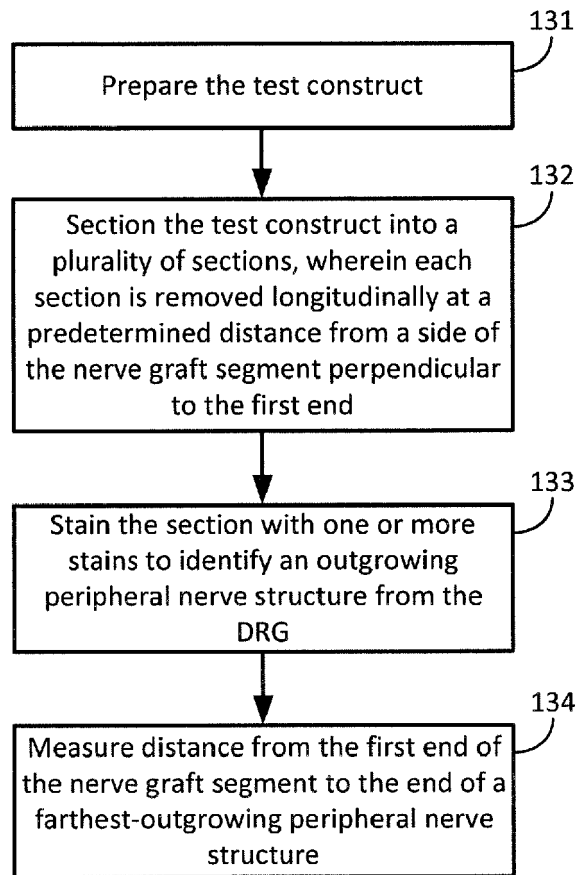 131
Prepare the test construct
132
Section the test construct into a
plurality of sections, wherein each
section is removed longitudinally at a
predetermined distance from a side of
the nerve graft segment perpendicular
to the first end
133
Stain the section with one or more
stains to identify an outgrowing
peripheral nerve structure from the
DRG
134
Measure distance from the first end of
the nerve graft segment to the end of a
farthest-outgrowing peripheral nerve
structure